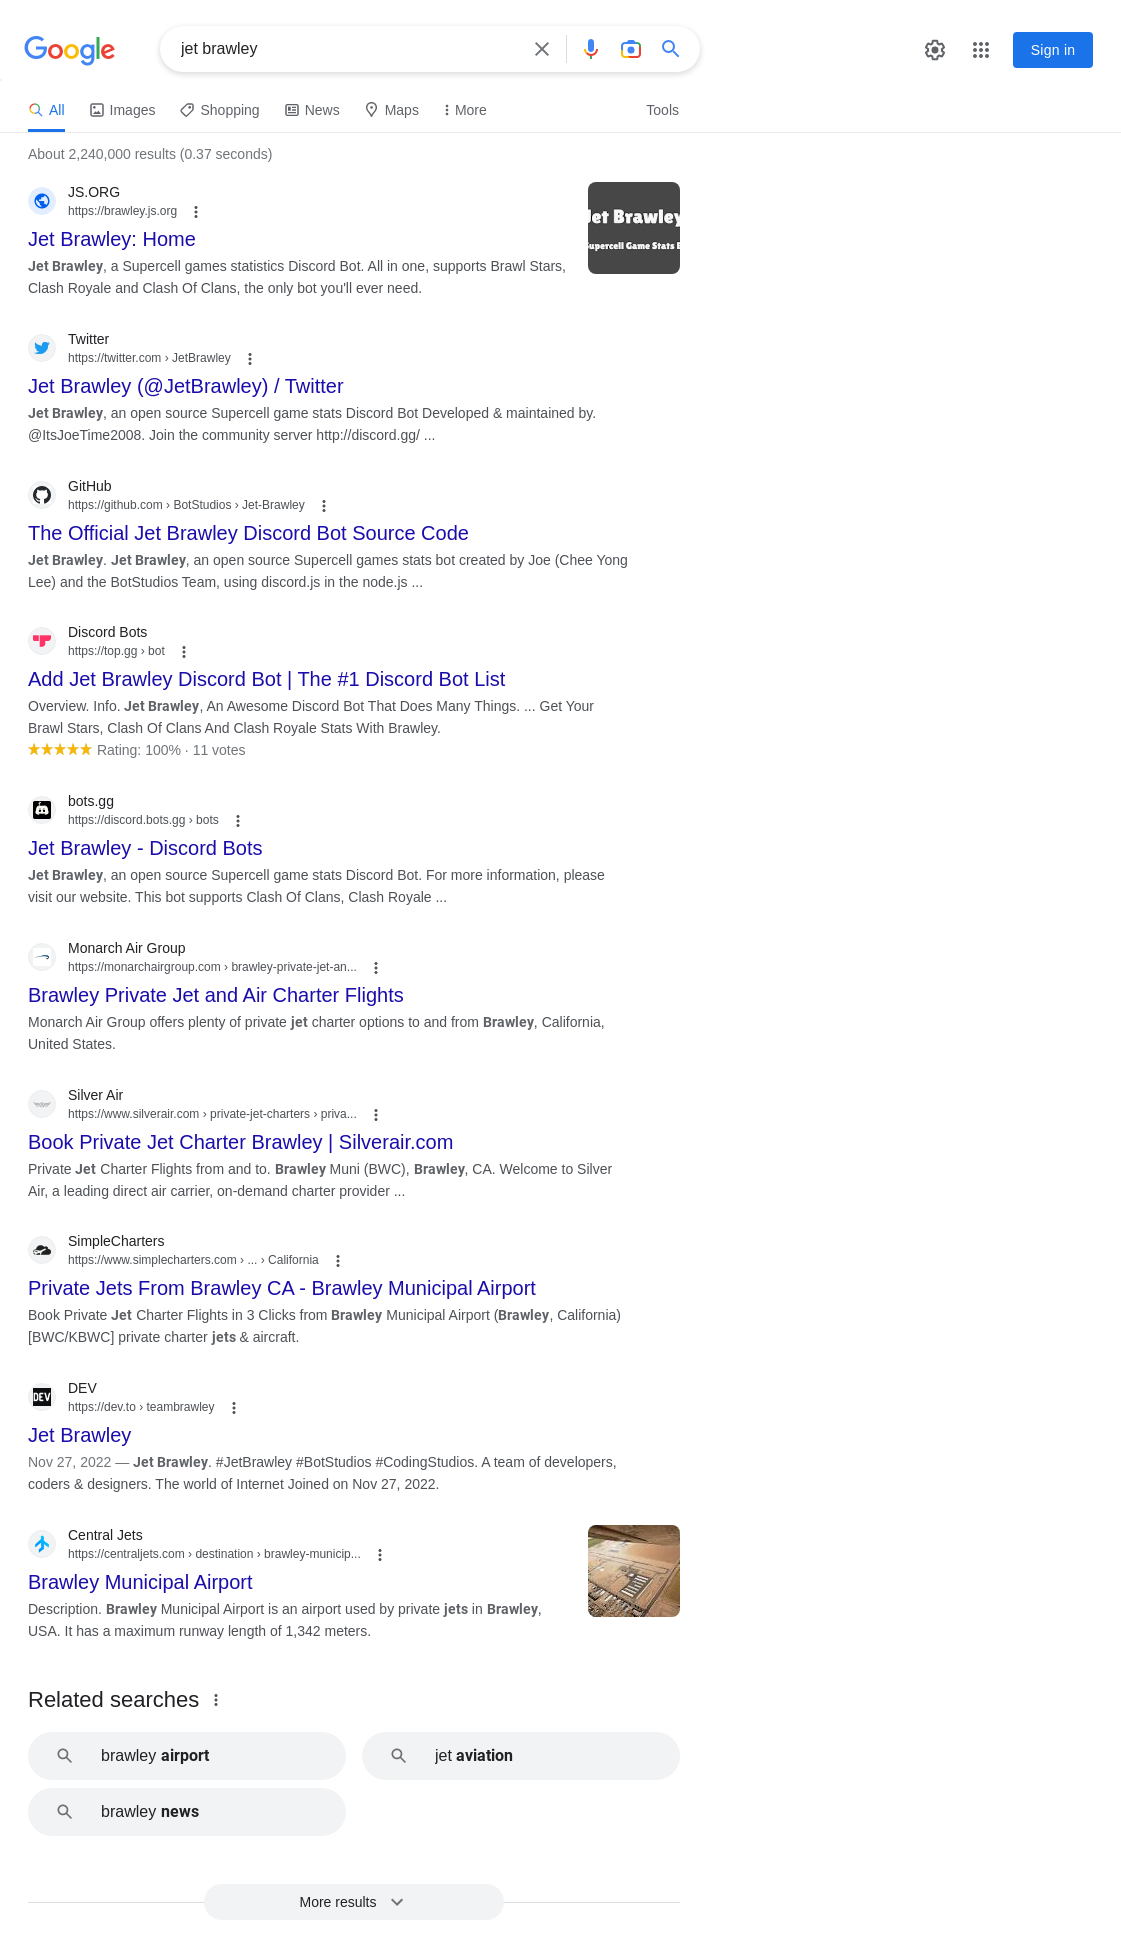 Google
jet brawley
Sign in
All Images Shopping News Maps More Tools
About 2,240,000 results (0.37 seconds)
JS.ORG
https://brawley.js.org
Jet Brawley: Home
Jet Brawley, a Supercell games statistics Discord Bot. All in one, supports Brawl Stars,
Clash Royale and Clash Of Clans, the only bot you'll ever need.
Jet Brawley
Supercell Game Stats B
Twitter
https://twitter.com › JetBrawley
Jet Brawley (@JetBrawley) / Twitter
Jet Brawley, an open source Supercell game stats Discord Bot Developed & maintained by.
@ItsJoeTime2008. Join the community server http://discord.gg/ ...
GitHub
https://github.com › BotStudios › Jet-Brawley
The Official Jet Brawley Discord Bot Source Code
Jet Brawley. Jet Brawley, an open source Supercell games stats bot created by Joe (Chee Yong
Lee) and the BotStudios Team, using discord.js in the node.js ...
Discord Bots
https://top.gg › bot
Add Jet Brawley Discord Bot | The #1 Discord Bot List
Overview. Info. Jet Brawley, An Awesome Discord Bot That Does Many Things. ... Get Your
Brawl Stars, Clash Of Clans And Clash Royale Stats With Brawley.
Rating: 100% · 11 votes
bots.gg
https://discord.bots.gg › bots
Jet Brawley - Discord Bots
Jet Brawley, an open source Supercell game stats Discord Bot. For more information, please
visit our website. This bot supports Clash Of Clans, Clash Royale ...
Monarch Air Group
https://monarchairgroup.com › brawley-private-jet-an...
Brawley Private Jet and Air Charter Flights
Monarch Air Group offers plenty of private jet charter options to and from Brawley, California,
United States.
Silver Air
https://www.silverair.com › private-jet-charters › priva...
Book Private Jet Charter Brawley | Silverair.com
Private Jet Charter Flights from and to. Brawley Muni (BWC), Brawley, CA. Welcome to Silver
Air, a leading direct air carrier, on-demand charter provider ...
SimpleCharters
https://www.simplecharters.com › ... › California
Private Jets From Brawley CA - Brawley Municipal Airport
Book Private Jet Charter Flights in 3 Clicks from Brawley Municipal Airport (Brawley, California)
[BWC/KBWC] private charter jets & aircraft.
DEV
DEV
https://dev.to › teambrawley
Jet Brawley
Nov 27, 2022 — Jet Brawley. #JetBrawley #BotStudios #CodingStudios. A team of developers,
coders & designers. The world of Internet Joined on Nov 27, 2022.
Central Jets
https://centraljets.com › destination › brawley-municip...
Brawley Municipal Airport
Description. Brawley Municipal Airport is an airport used by private jets in Brawley,
USA. It has a maximum runway length of 1,342 meters.
Related searches
brawley airport
jet aviation
brawley news
More results